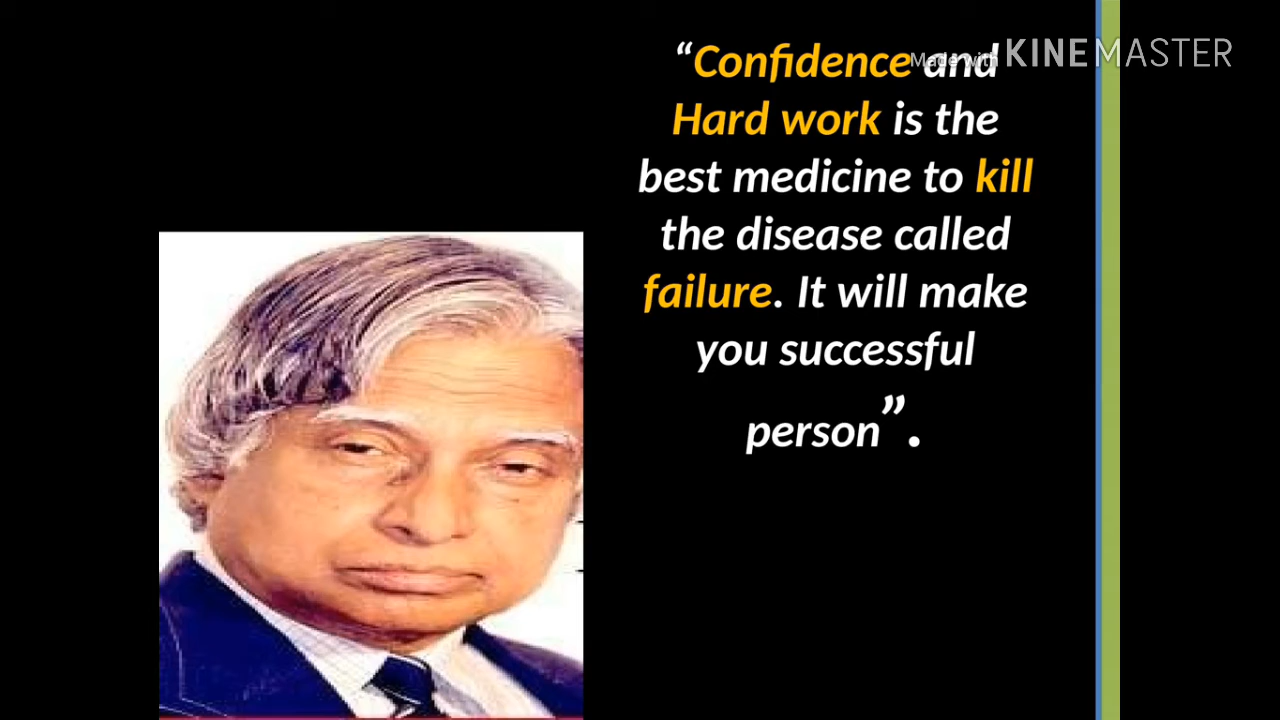 “Confidence and
Made with KINEMASTER
Hard work is the
best medicine to kill
the disease called
failure. It will make
you successful
person”.